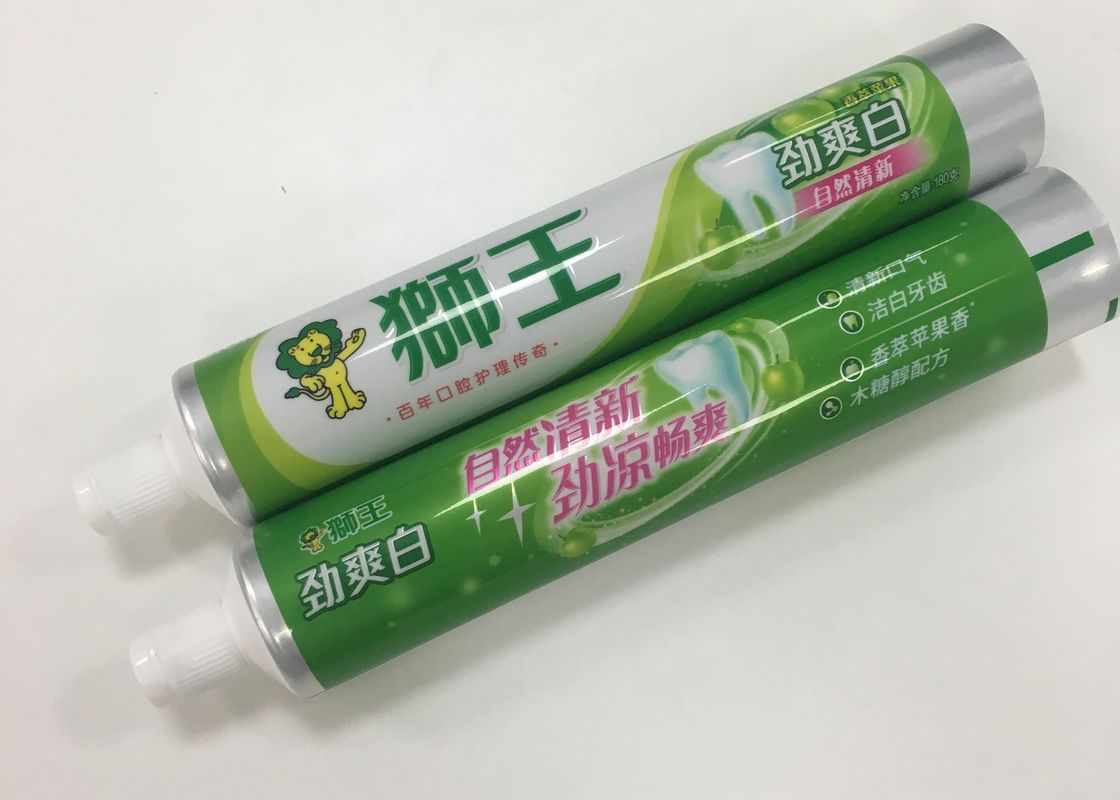 獅王
·百年口腔护理传奇·
香萃苹果
劲爽白
自然清新
净含量:180克
獅王
劲爽白
自然清新
劲凉畅爽
清新口气
洁白牙齿
香萃苹果香*
木糖醇配方